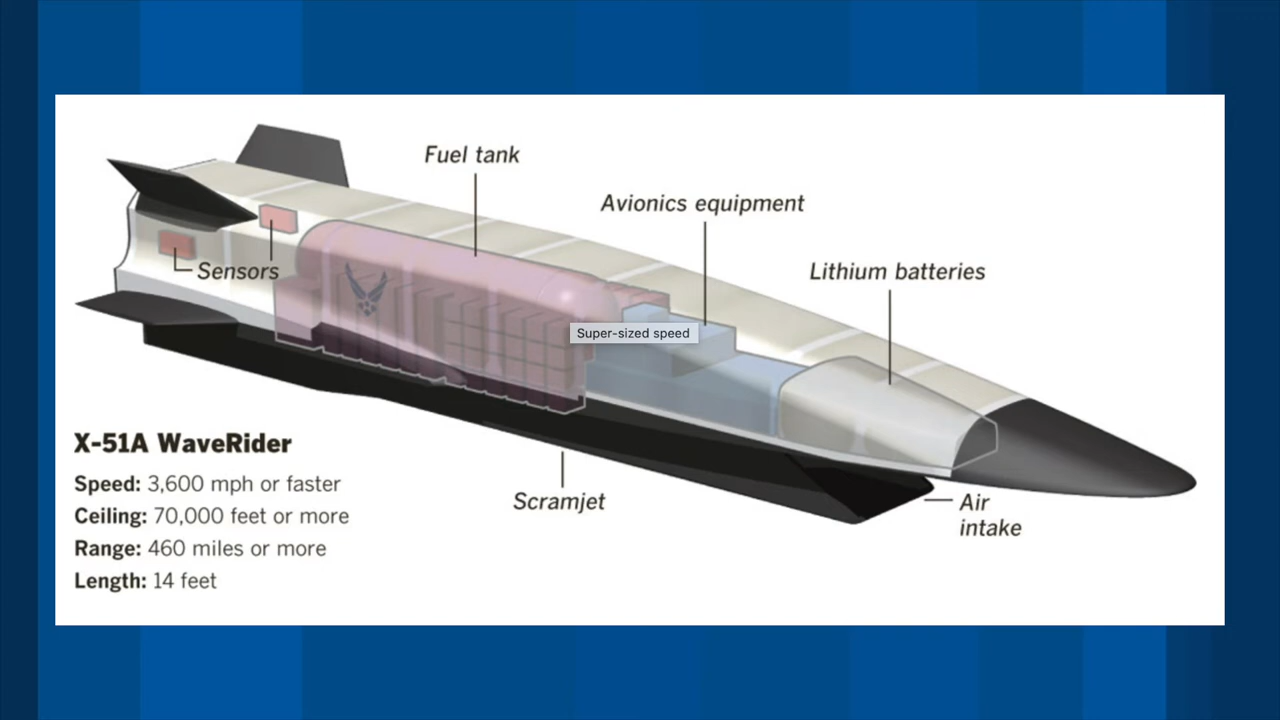 Fuel tank
Avionics equipment
Sensors
Lithium batteries
Super-sized speed
X-51A WaveRider
Speed: 3,600 mph or faster
Ceiling: 70,000 feet or more
Range: 460 miles or more
Length: 14 feet
Scramjet
Air
intake